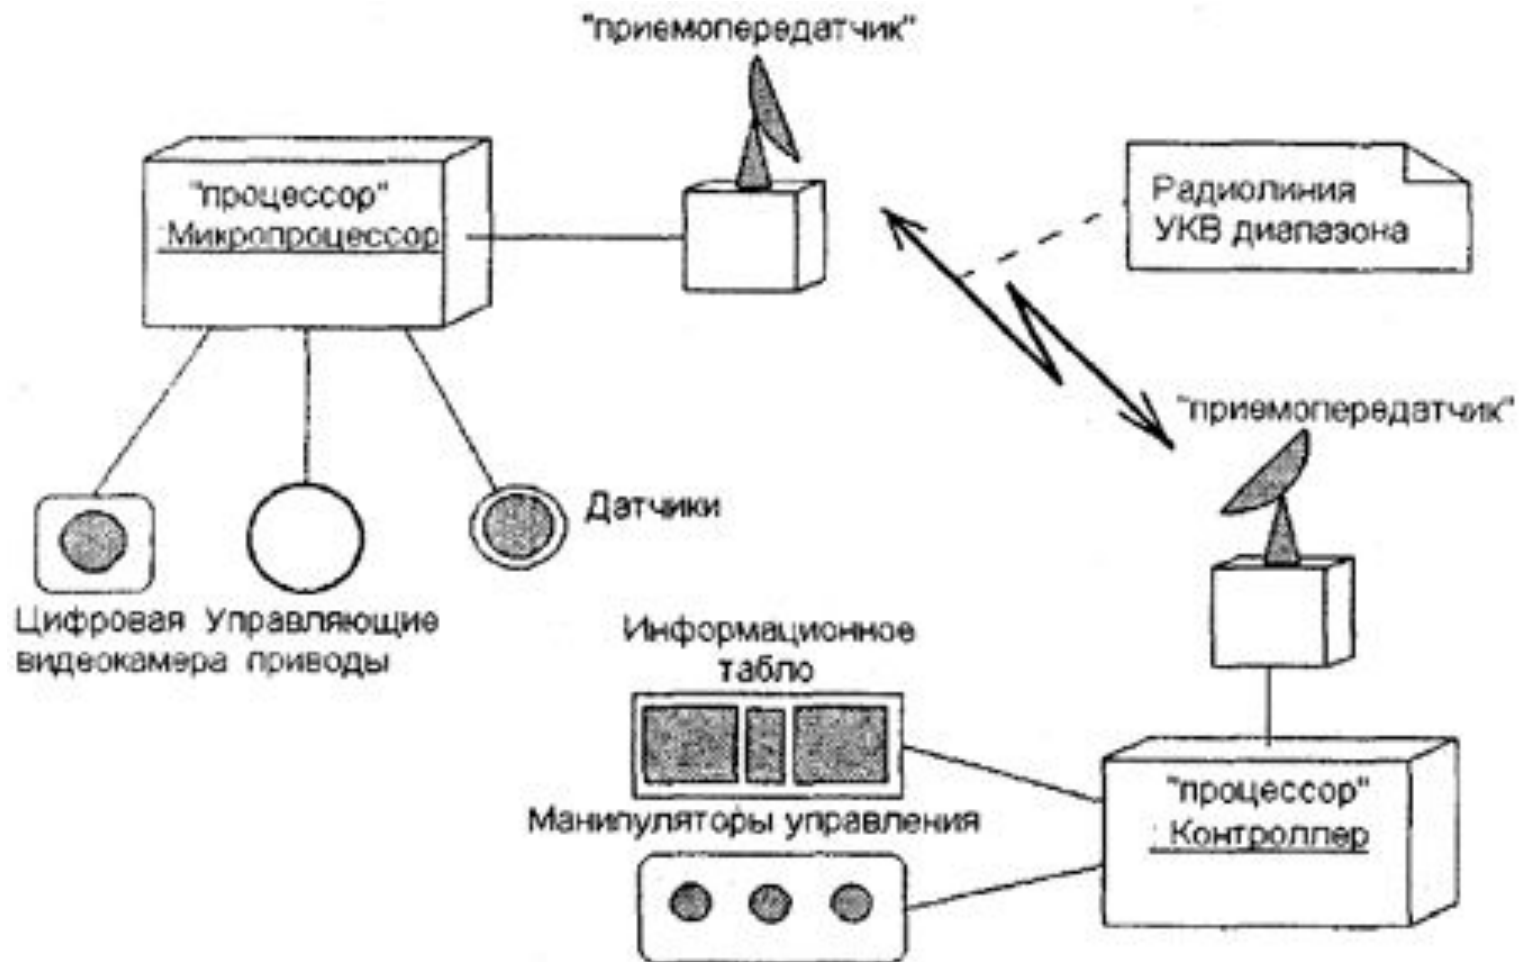 "приемопередатчик"
"процессор"
: Микропроцессор
Радиолиния
УКВ диапазона
"приемопередатчик"
Датчики
Цифровая
видеокамера
Управляющие
приводы
Информационное
табло
Манипуляторы управления
"процессор"
: Контроллер